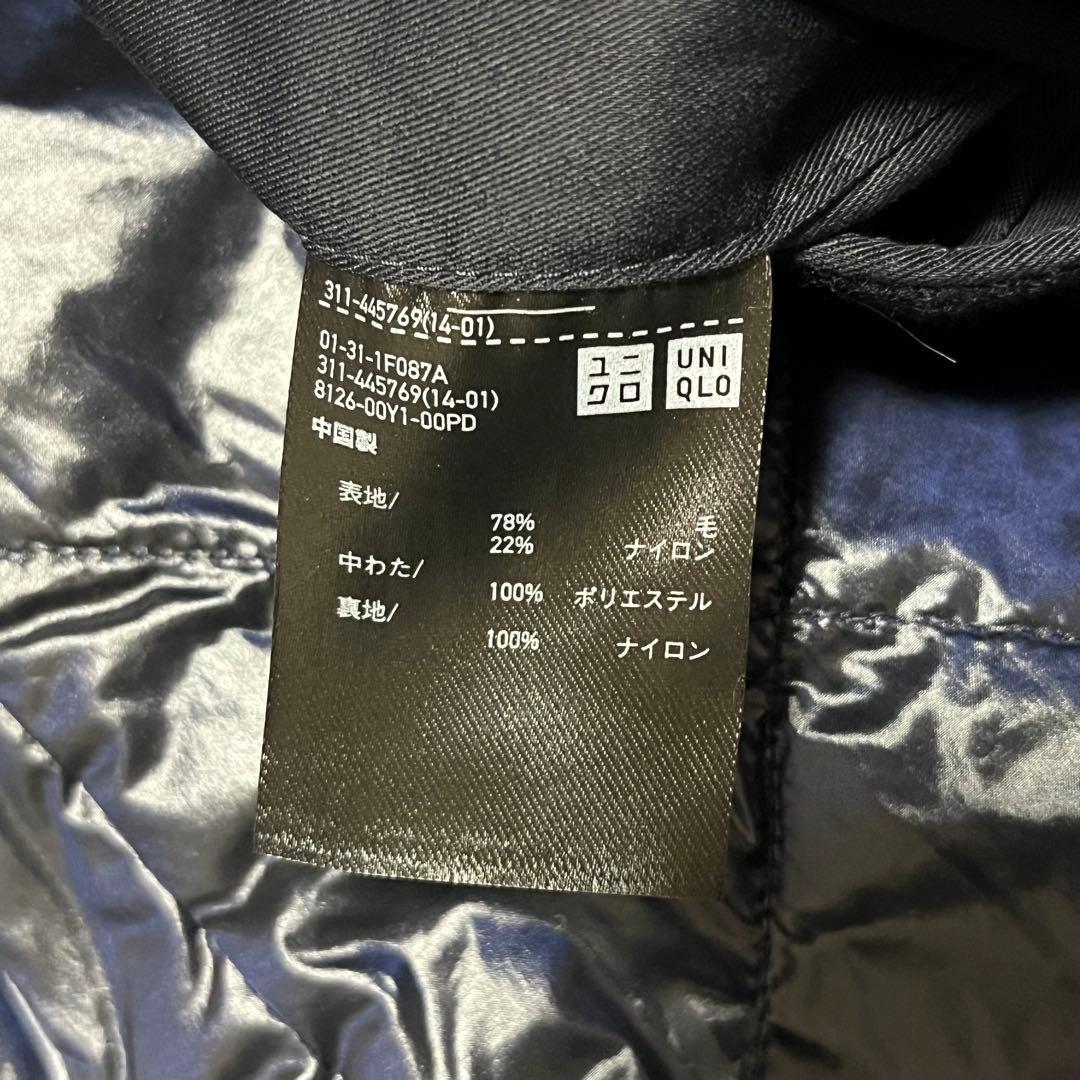 311-445769(14-01)
01-31-1F087A
311-445769(14-01)
8126-00Y1-00PD
中国製
ユニ
クロ
UNI
QLO
表地/
78% 毛
22% ナイロン
中わた/
100% ポリエステル
裏地/
100% ナイロン